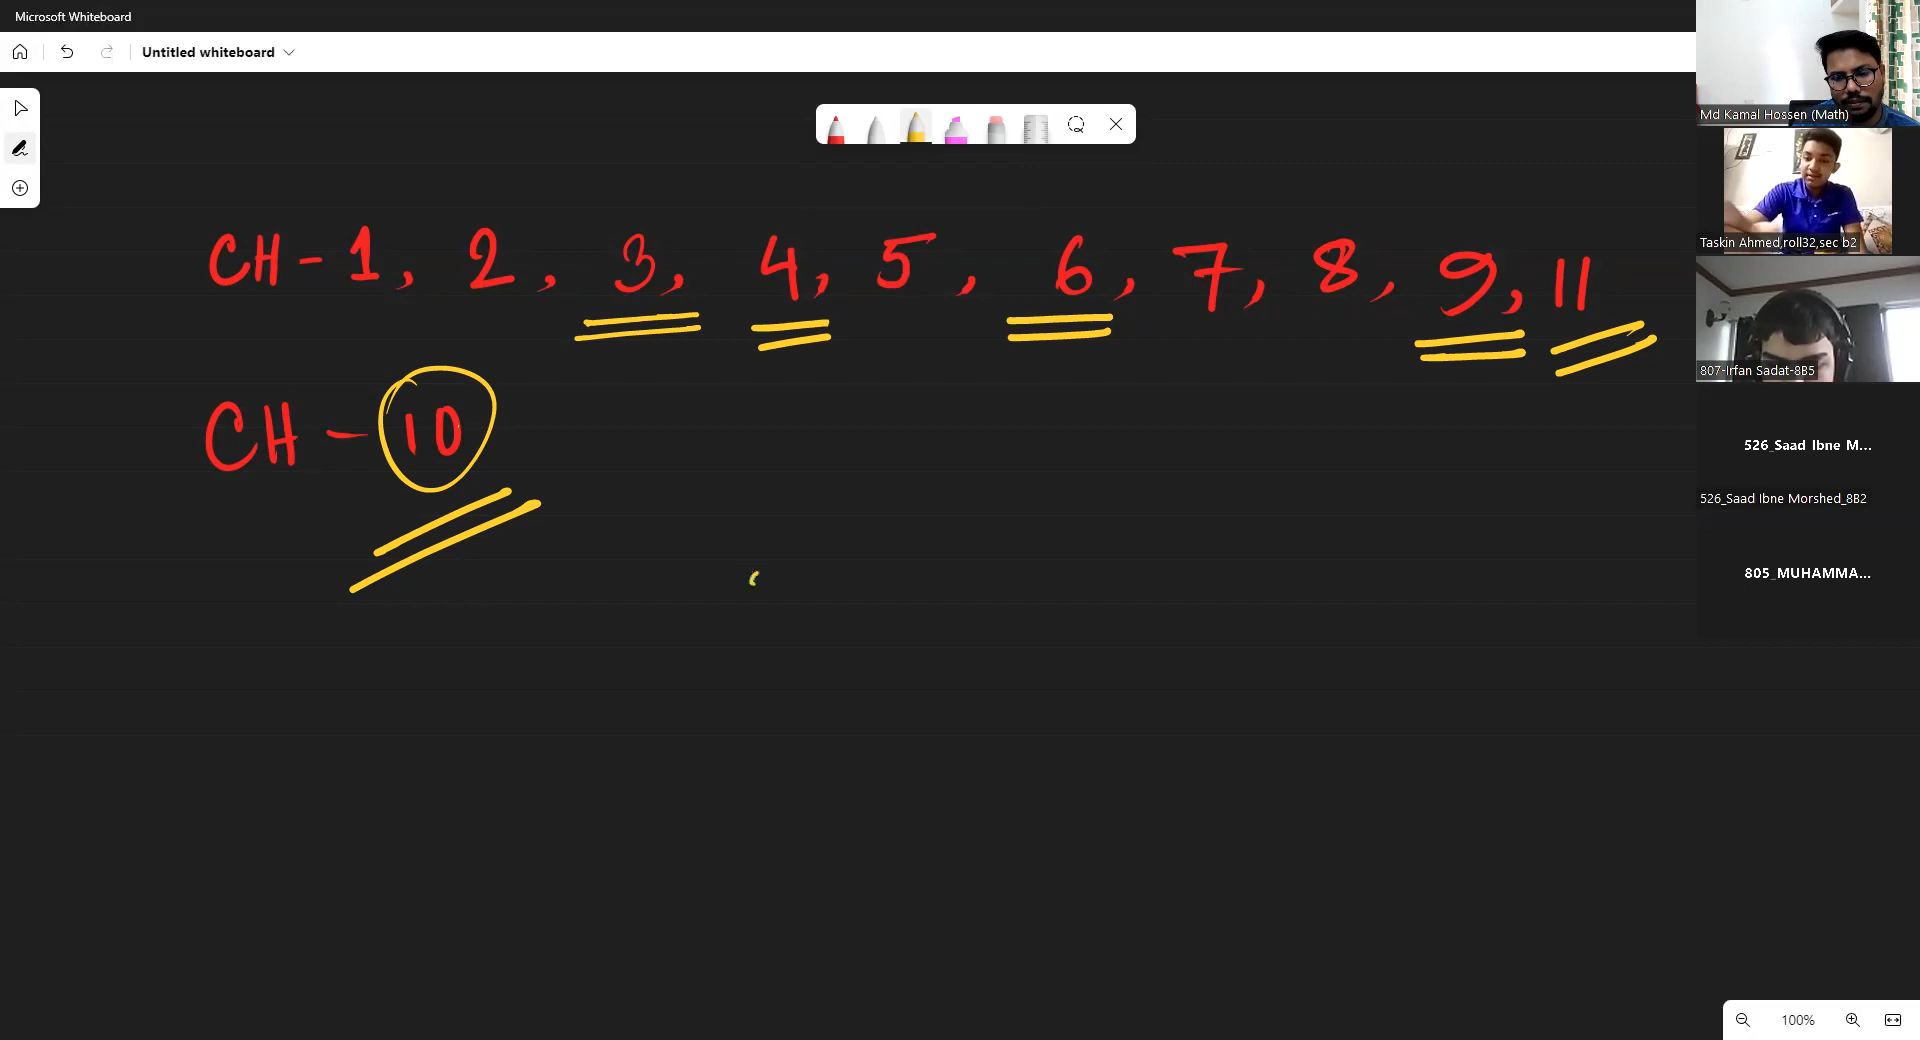 Microsoft Whiteboard
Untitled whiteboard
CH - 1, 2, 3, 4, 5, 6, 7, 8, 9, 11
CH - 10
Md Kamal Hossen (Math)
Taskin Ahmed,roll32,sec b2
807-Irfan Sadat-8B5
526_Saad Ibne M...
526_Saad Ibne Morshed_8B2
805_MUHAMMA...
100%